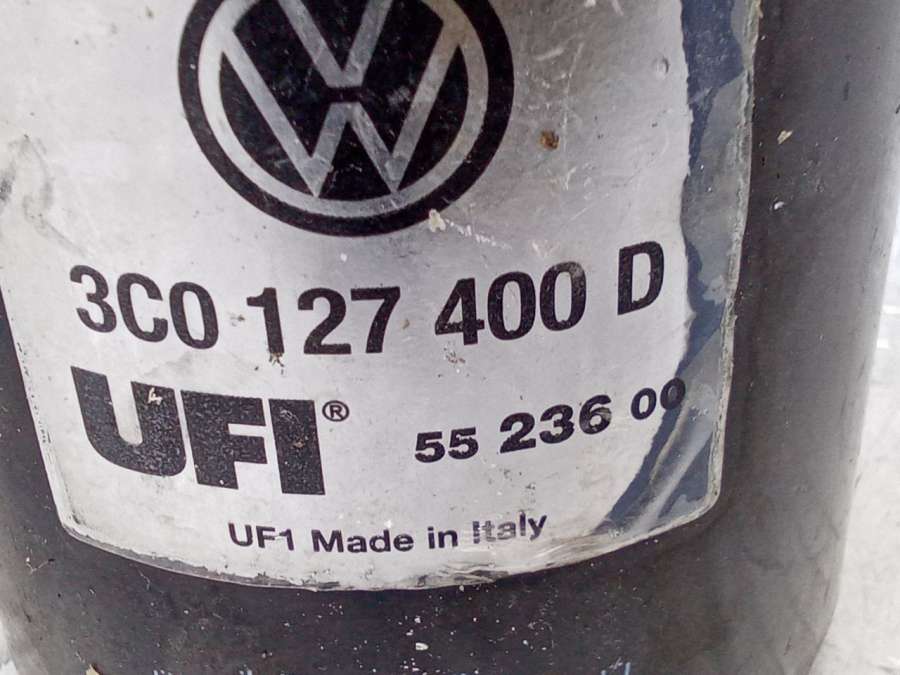 3C0 127 400 D
UFI®
55 236 00
UF1 Made in Italy